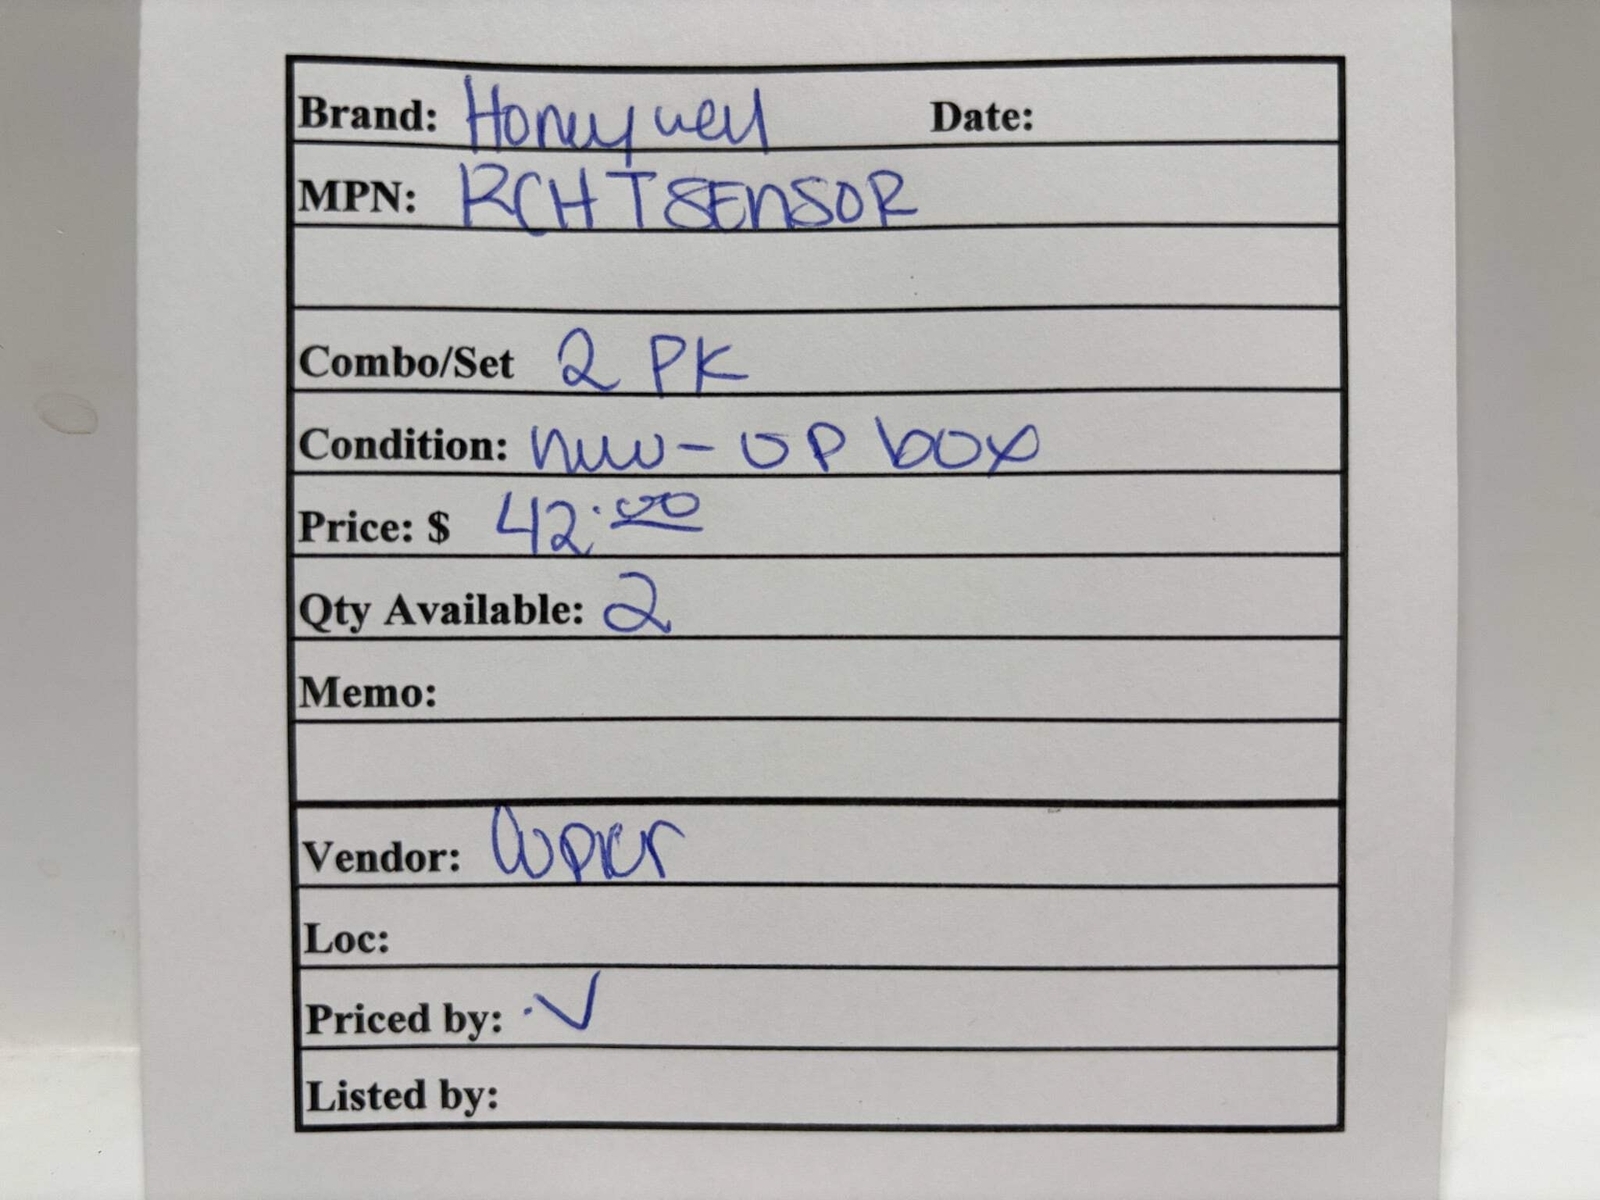 Brand: Honeywell Date:
MPN: RCHTSENSOR
Combo/Set 2 PK
Condition: new - OP box
Price: $ 42.00
Qty Available: 2
Memo:
Vendor:
Loc:
Priced by: V
Listed by: